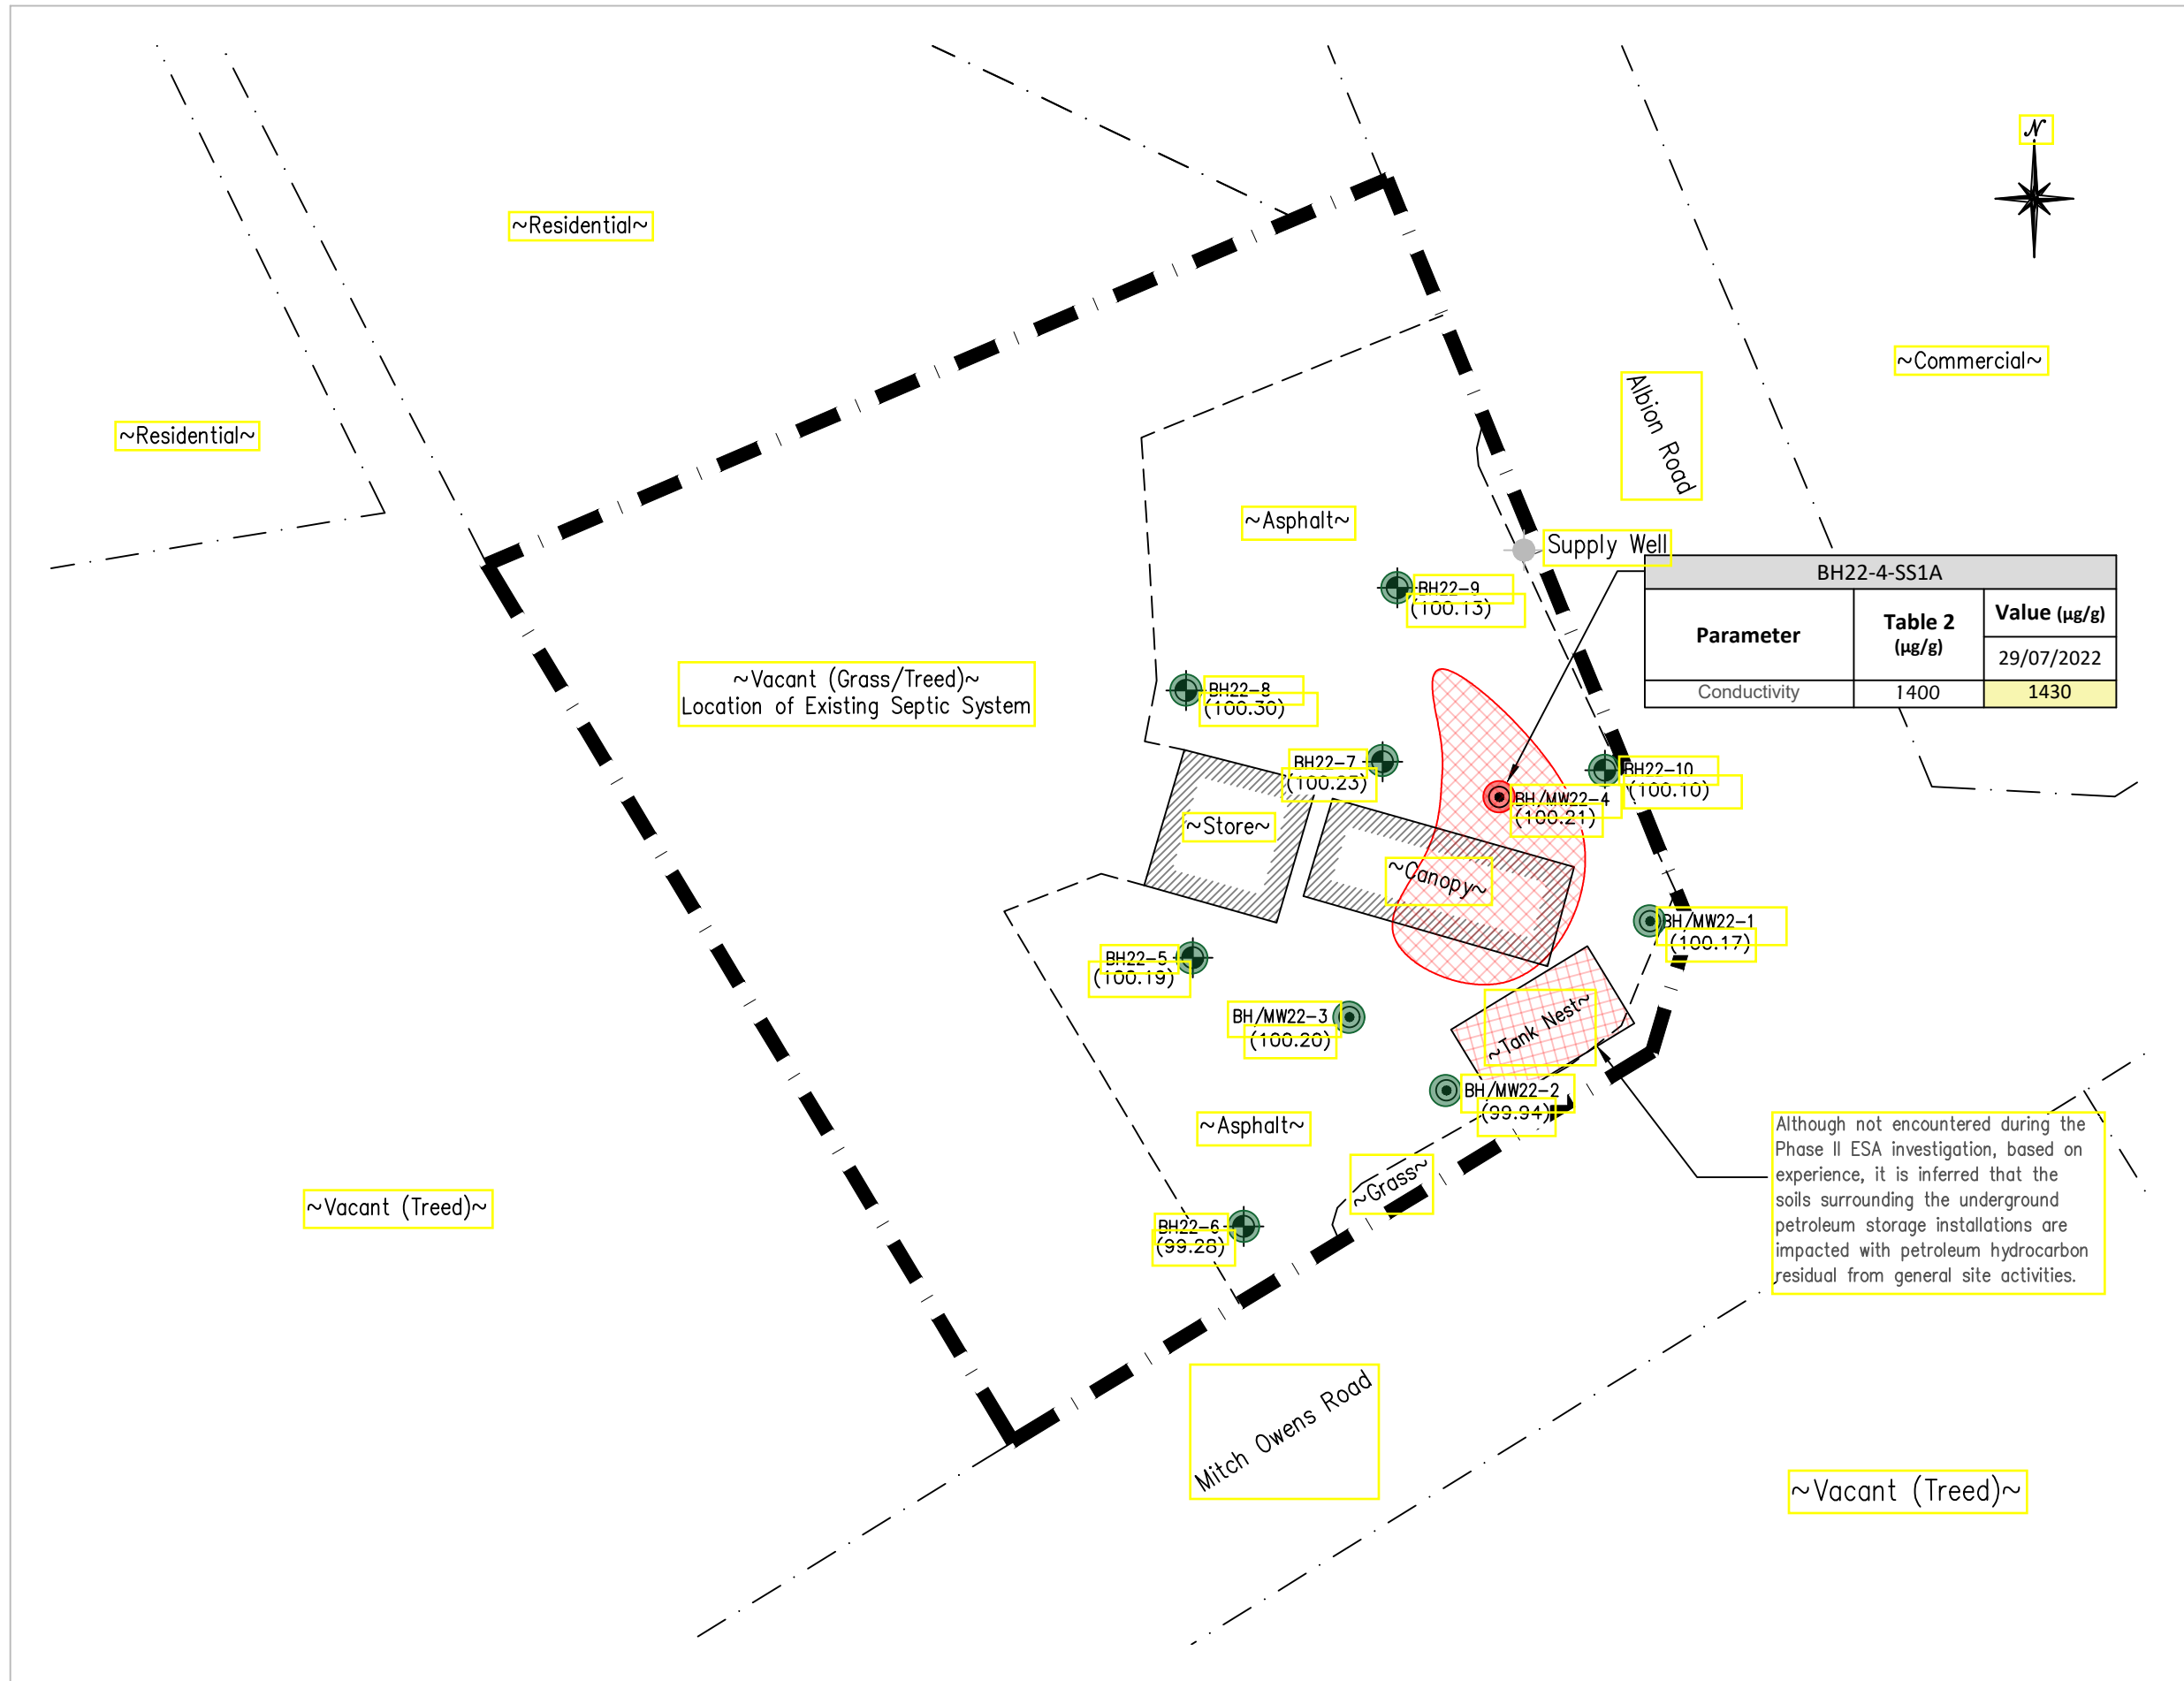 N
~Residential~
~Commercial~
Albion Road
~Residential~
~Asphalt~
Supply Well
BH22-4-SS1A
Parameter
Table 2
(µg/g)
Value (µg/g)
29/07/2022
Conductivity
1400
1430
BH22-9
(100.13)
~Vacant (Grass/Treed)~
Location of Existing Septic System
BH22-8
(100.30)
BH22-7
(100.23)
BH22-10
(100.10)
BH/MW22-4
(100.21)
~Store~
~Canopy~
BH/MW22-1
(100.17)
BH22-5
(100.19)
BH/MW22-3
(100.20)
~Tank Nest~
BH/MW22-2
(99.94)
~Asphalt~
Although not encountered during the
Phase II ESA investigation, based on
experience, it is inferred that the
soils surrounding the underground
petroleum storage installations are
impacted with petroleum hydrocarbon
residual from general site activities.
~Grass~
~Vacant (Treed)~
BH22-6
(99.28)
Mitch Owens Road
~Vacant (Treed)~